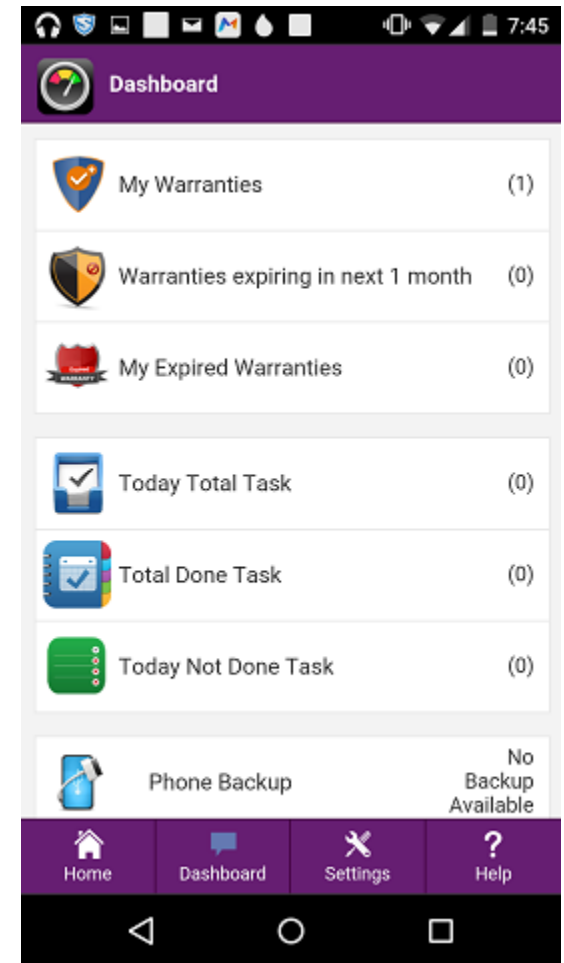 7:45
Dashboard
My Warranties (1)
Warranties expiring in next 1 month (0)
My Expired Warranties (0)
Expired
WARRANTY
Today Total Task (0)
Total Done Task (0)
Today Not Done Task (0)
Phone Backup
No
Backup
Available
Home Dashboard Settings Help